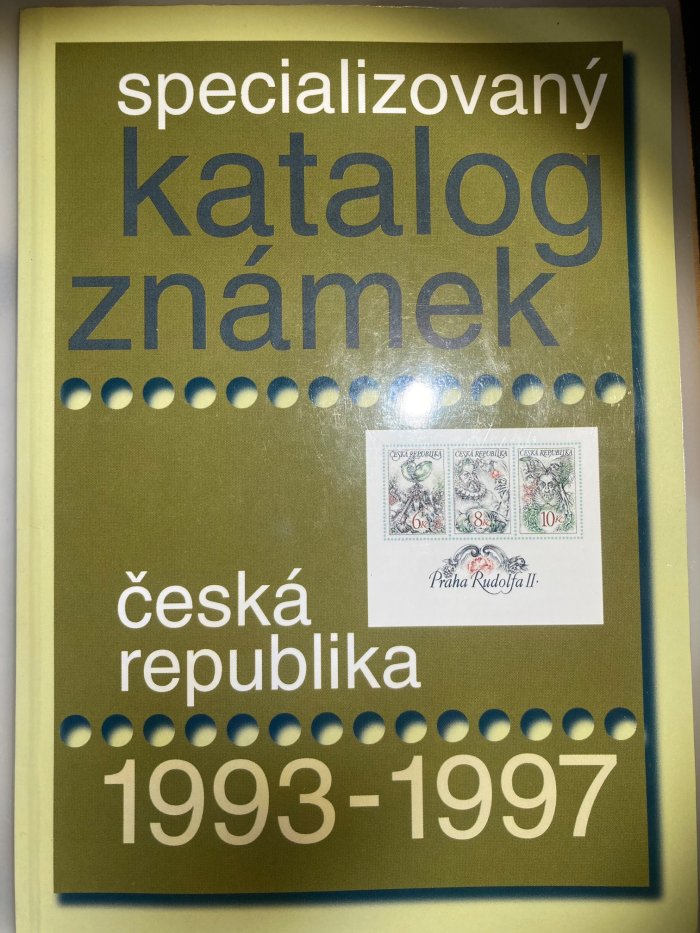 specializovaný
katalog
známek
ČESKÁ REPUBLIKA ČESKÁ REPUBLIKA ČESKÁ REPUBLIKA
6Kč 8Kč 10Kč
Praha Rudolfa II.
česká
republika
1993-1997